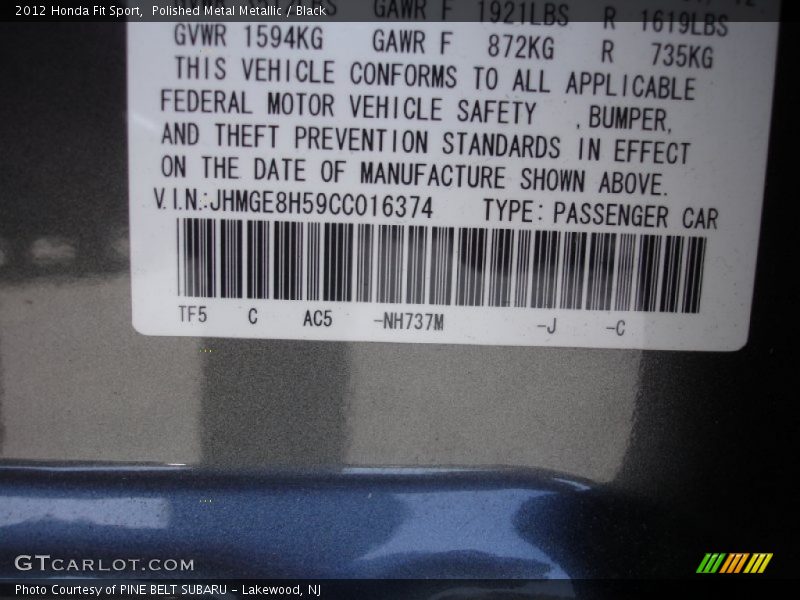 2012 Honda Fit Sport, Polished Metal Metallic / Black
GAWR F 1921LBS R 1619LBS
GVWR 1594KG GAWR F 872KG R 735KG
THIS VEHICLE CONFORMS TO ALL APPLICABLE
FEDERAL MOTOR VEHICLE SAFETY ,BUMPER,
AND THEFT PREVENTION STANDARDS IN EFFECT
ON THE DATE OF MANUFACTURE SHOWN ABOVE.
V.I.N.:JHMGE8H59CC016374 TYPE: PASSENGER CAR
TF5 C AC5 -NH737M -J -C
GTCARLOT.COM
Photo Courtesy of PINE BELT SUBARU - Lakewood, NJ